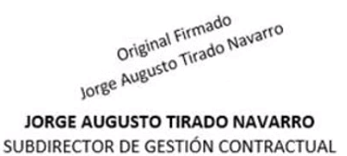 Original Firmado
Jorge Augusto Tirado Navarro
JORGE AUGUSTO TIRADO NAVARRO
SUBDIRECTOR DE GESTIÓN CONTRACTUAL